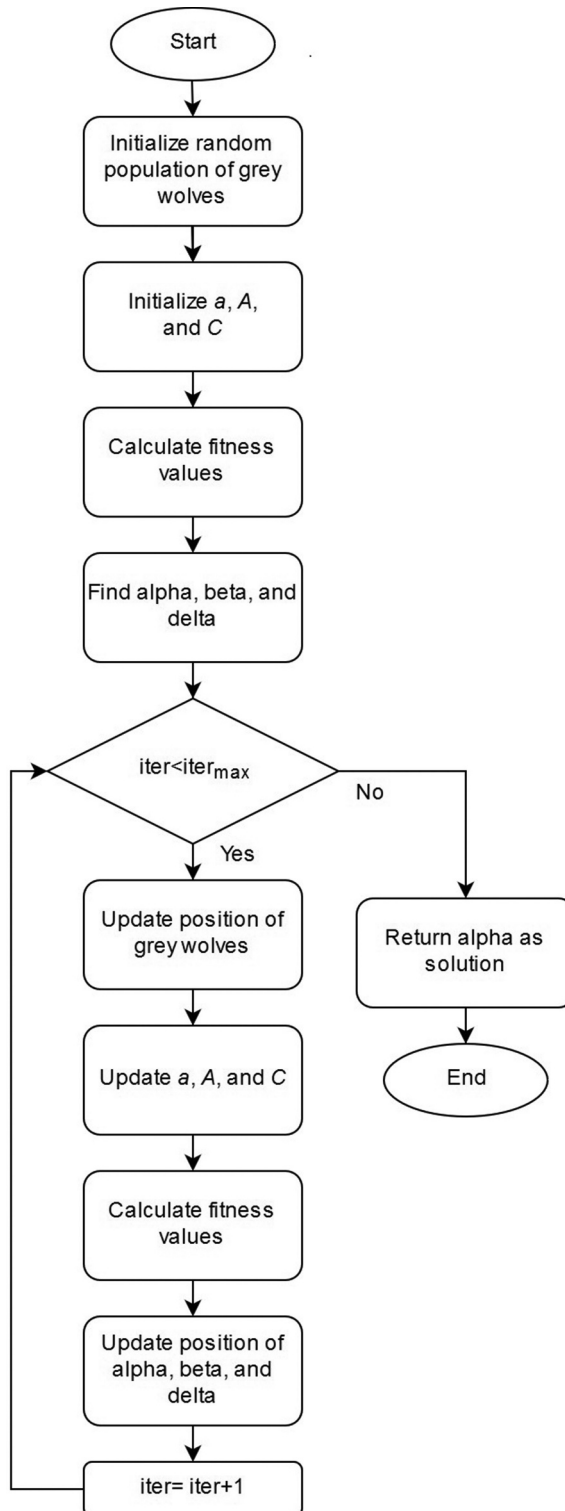 Start
Initialize random
population of grey
wolves
Initialize a, A,
and C
Calculate fitness
values
Find alpha, beta, and
delta
iter<iter_max
No
Yes
Update position of
grey wolves
Return alpha as
solution
Update a, A, and C
End
Calculate fitness
values
Update position of
alpha, beta, and
delta
iter= iter+1